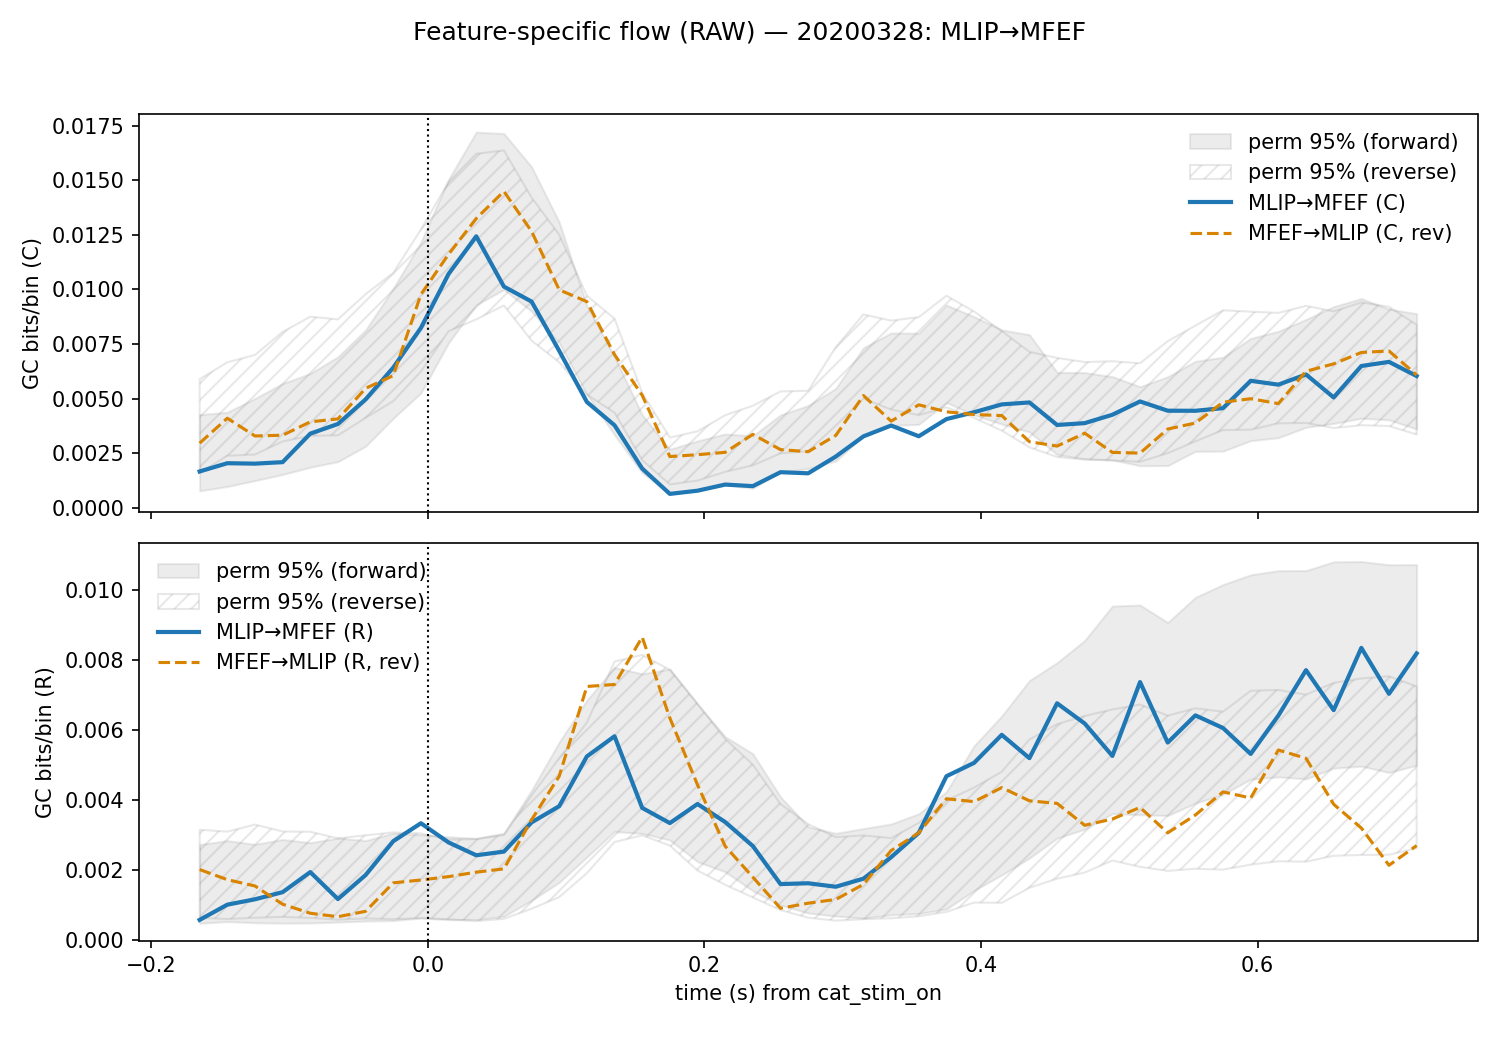 Feature-specific flow (RAW) — 20200328: MLIP→MFEF
0.0175
0.0150
0.0125
0.0100
0.0075
0.0050
0.0025
0.0000
GC bits/bin (C)
perm 95% (forward)
perm 95% (reverse)
MLIP→MFEF (C)
MFEF→MLIP (C, rev)
0.010
0.008
0.006
0.004
0.002
0.000
GC bits/bin (R)
perm 95% (forward)
perm 95% (reverse)
MLIP→MFEF (R)
MFEF→MLIP (R, rev)
−0.2
0.0
0.2
0.4
0.6
time (s) from cat_stim_on